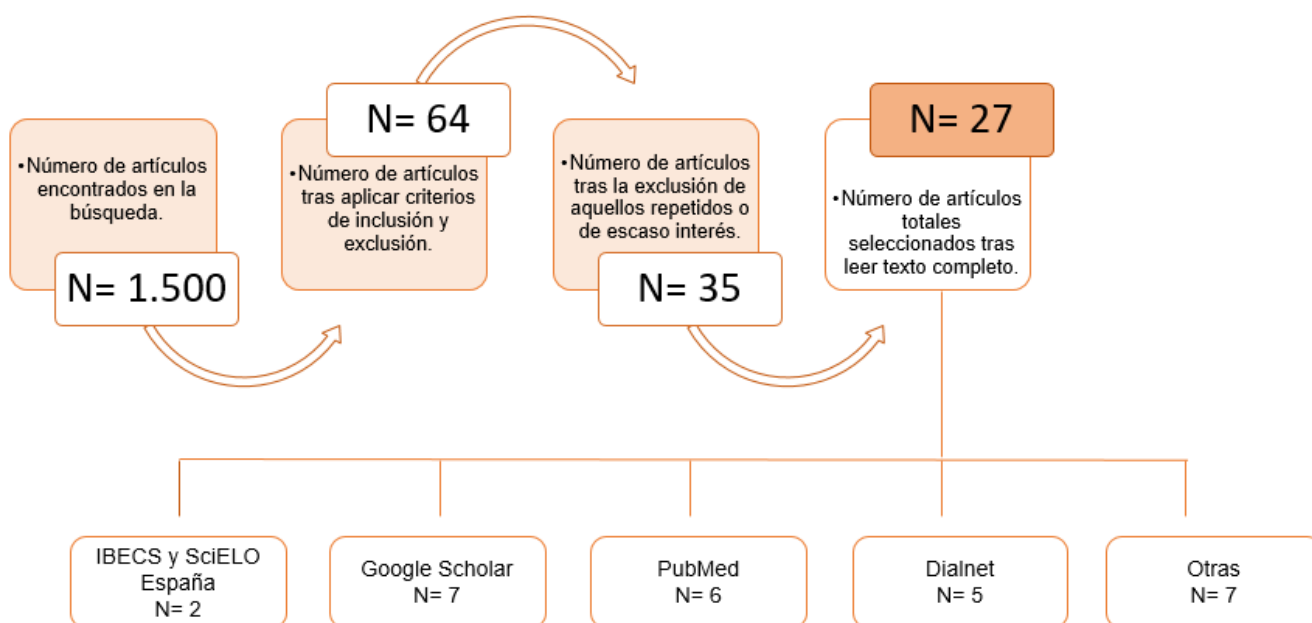 •Número de artículos
encontrados en la
búsqueda.
N= 1.500
N= 64
•Número de artículos
tras aplicar criterios
de inclusión y
exclusión.
•Número de artículos
tras la exclusión de
aquellos repetidos o
de escaso interés.
N= 35
N= 27
•Número de artículos
totales
seleccionados tras
leer texto completo.
IBECS y SciELO
España
N= 2
Google Scholar
N= 7
PubMed
N= 6
Dialnet
N= 5
Otras
N= 7